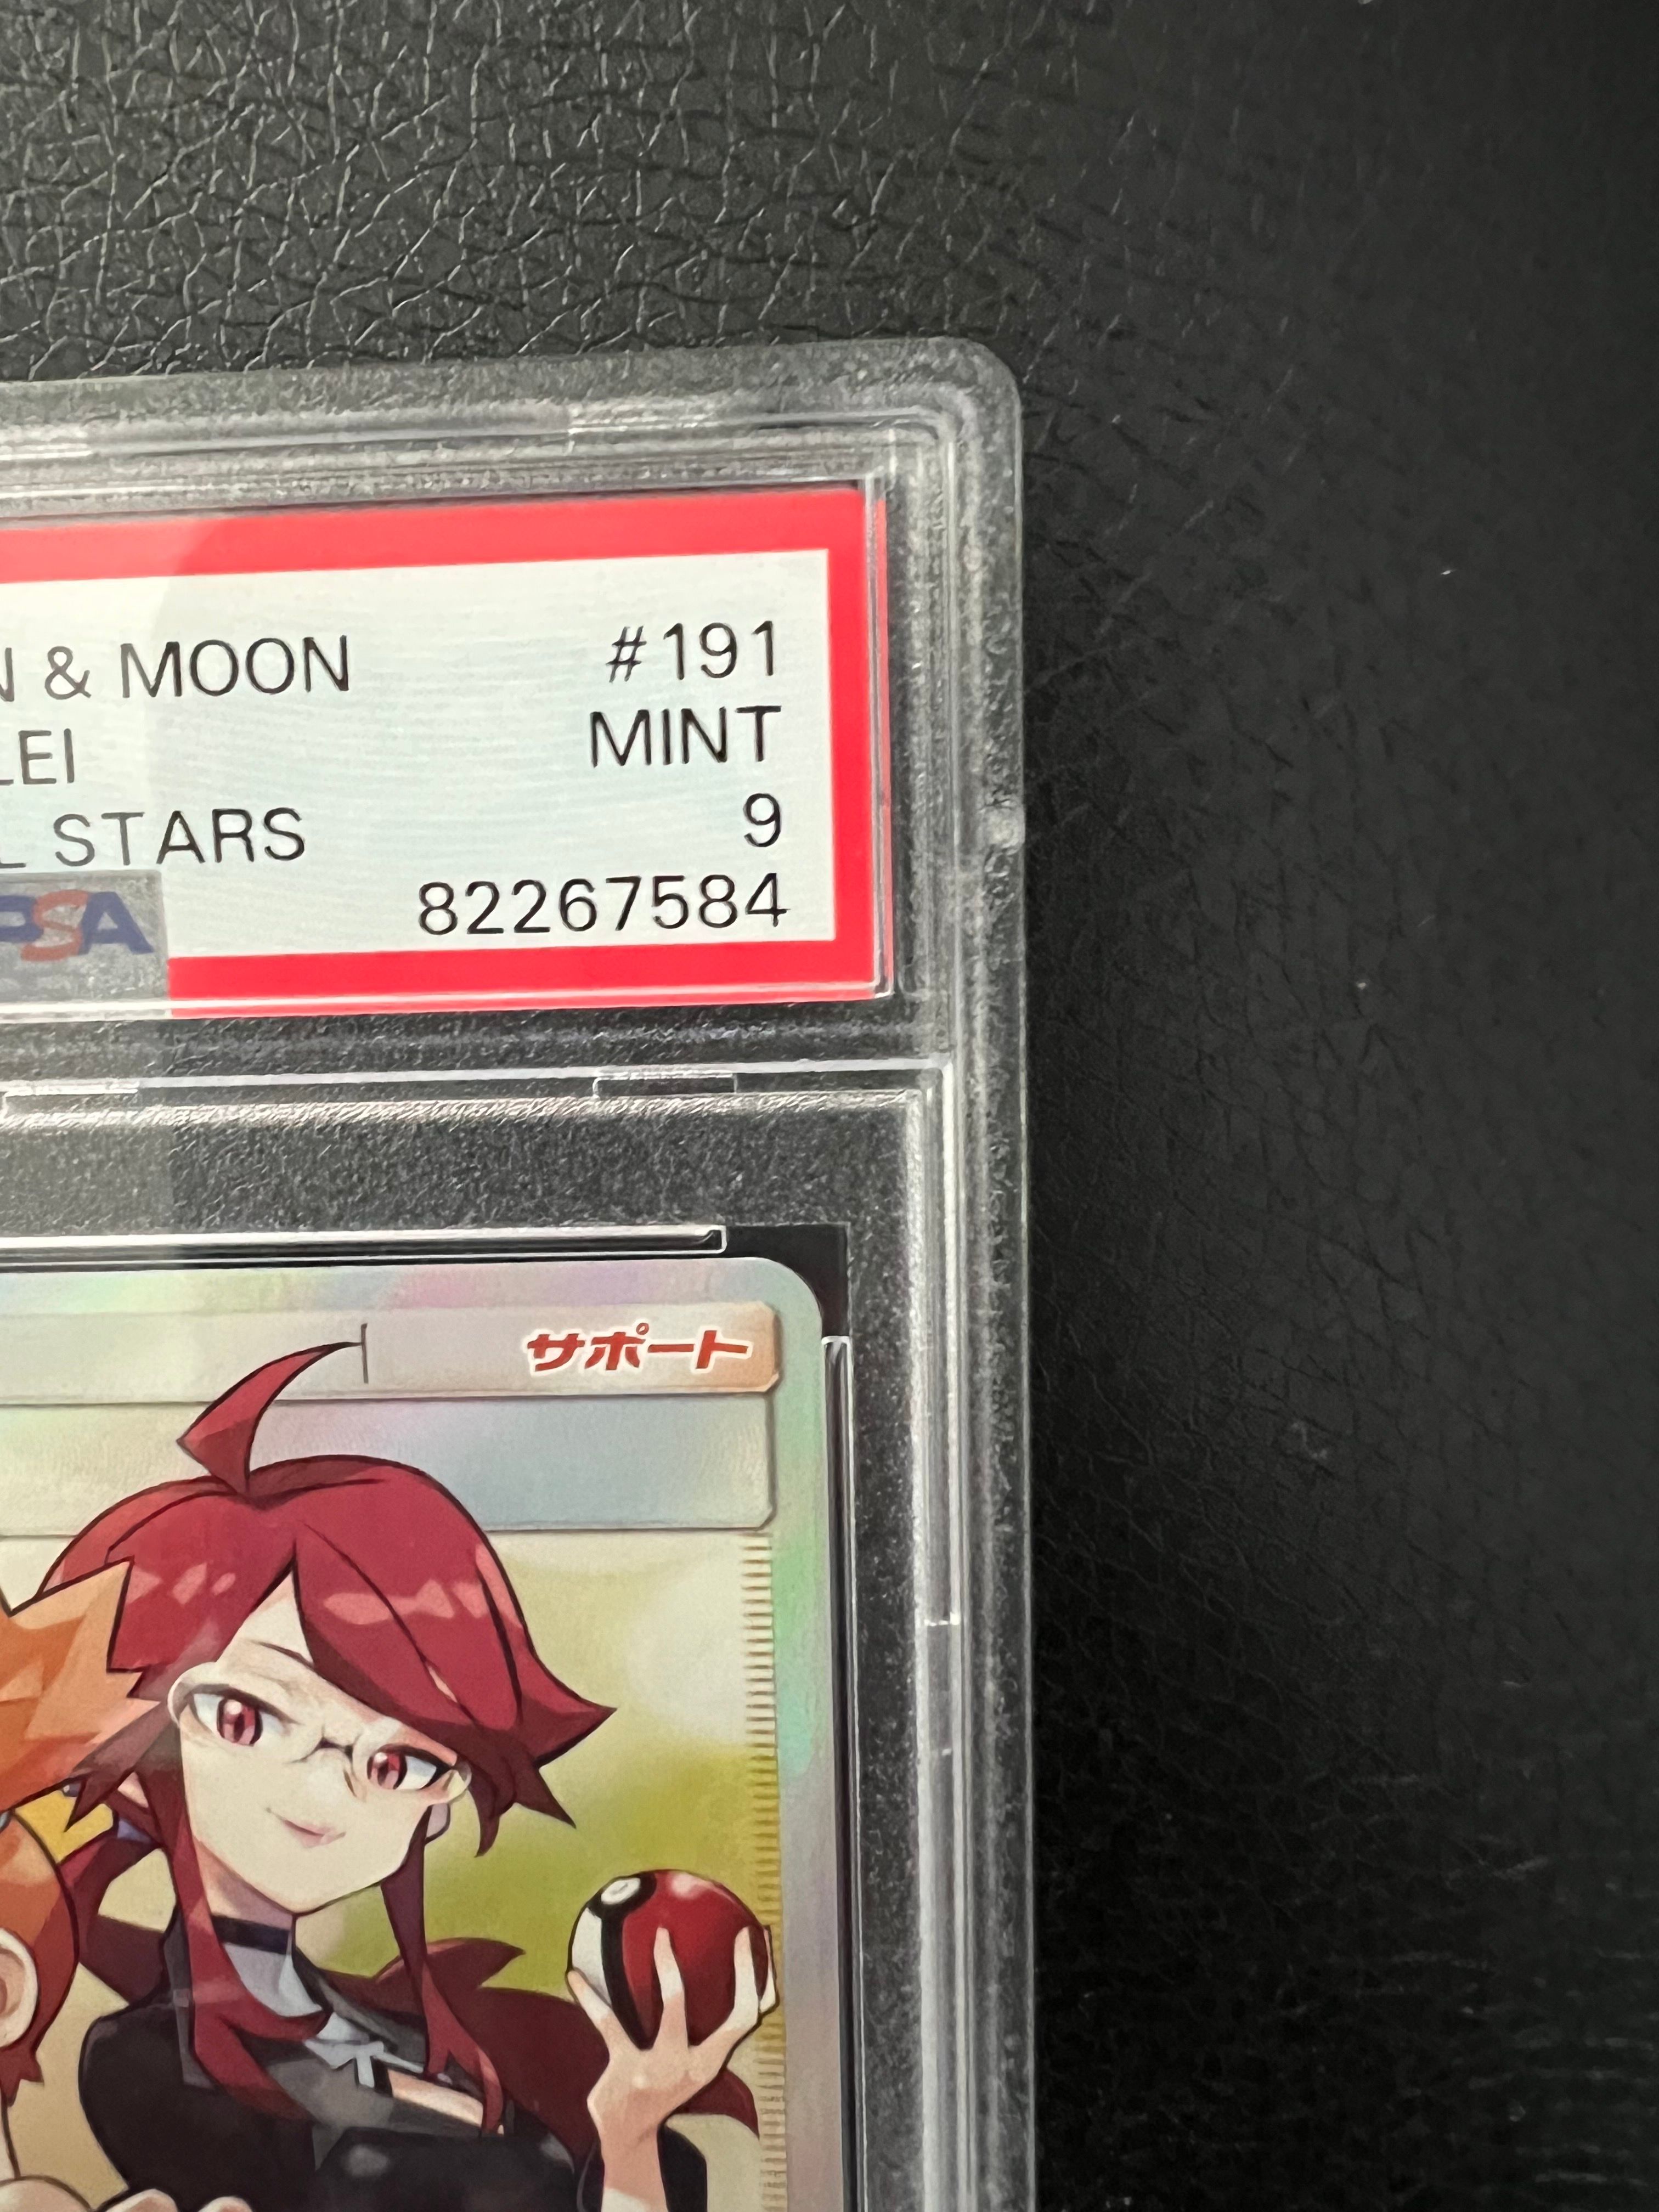 N & MOON #191
LEI MINT
L STARS 9
PSA 82267584
サポート